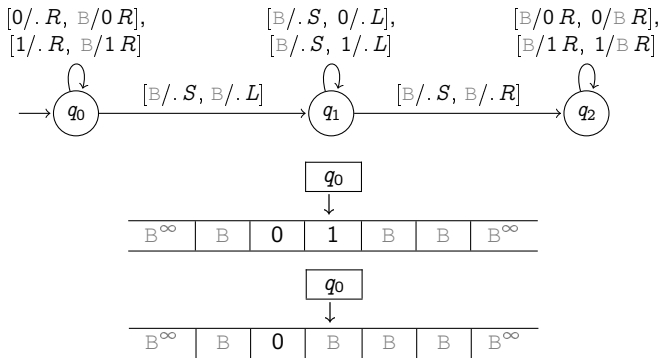 [0/. R, B/0 R], [B/. S, 0/. L], [B/0 R, 0/B R],
[1/. R, B/1 R] [B/. S, 1/. L] [B/1 R, 1/B R]
[B/. S, B/. L] [B/. S, B/. R]
q₀ q₁ q₂
q₀
B^∞ B 0 1 B B B^∞
q₀
B^∞ B 0 B B B B^∞